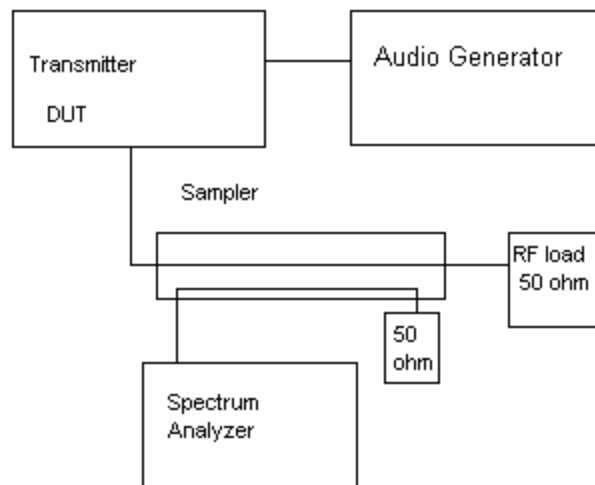 Transmitter
DUT
Audio Generator
Sampler
RF load
50 ohm
50
ohm
Spectrum
Analyzer